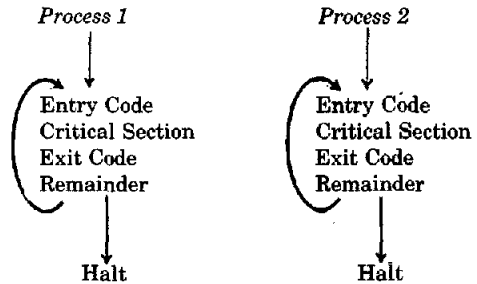 Process 1
Entry Code
Critical Section
Exit Code
Remainder
Halt
Process 2
Entry Code
Critical Section
Exit Code
Remainder
Halt